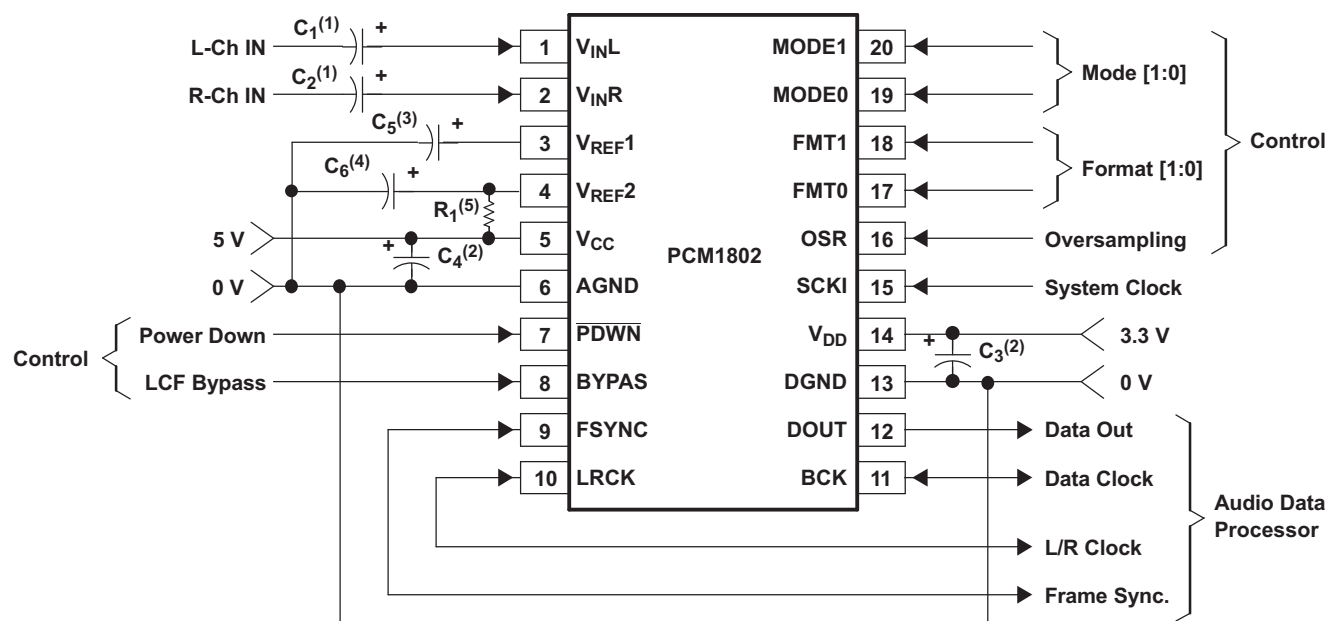 C1(1) +
L-Ch IN
1 VINL
MODE1 20
C2(1) +
R-Ch IN
2 VINR
MODE0 19
Mode [1:0]
C5(3) +
3 VREF1
FMT1 18
C6(4) +
4 VREF2
FMT0 17
Format [1:0]
Control
R1(5)
5 V
+ C4(2)
5 VCC
OSR 16
Oversampling
PCM1802
0 V
6 AGND
SCKI 15
System Clock
Control
Power Down
7 PDWN
VDD 14
+ C3(2)
3.3 V
LCF Bypass
8 BYPAS
DGND 13
0 V
9 FSYNC
DOUT 12
Data Out
10 LRCK
BCK 11
Data Clock
Audio Data
Processor
L/R Clock
Frame Sync.